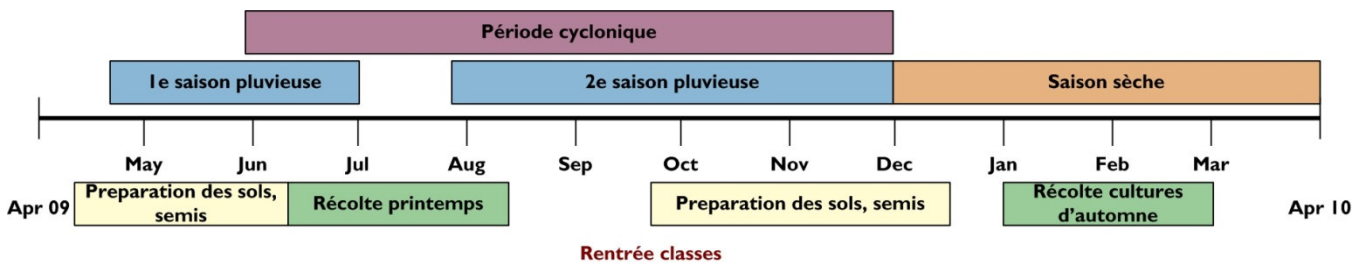 Période cyclonique
1e saison pluvieuse
2e saison pluvieuse
Saison sèche
May
Jun
Jul
Aug
Sep
Oct
Nov
Dec
Jan
Feb
Mar
Apr 09
Preparation des sols,
semis
Récolte printemps
Preparation des sols, semis
Récolte cultures
d’automne
Apr 10
Rentrée classes